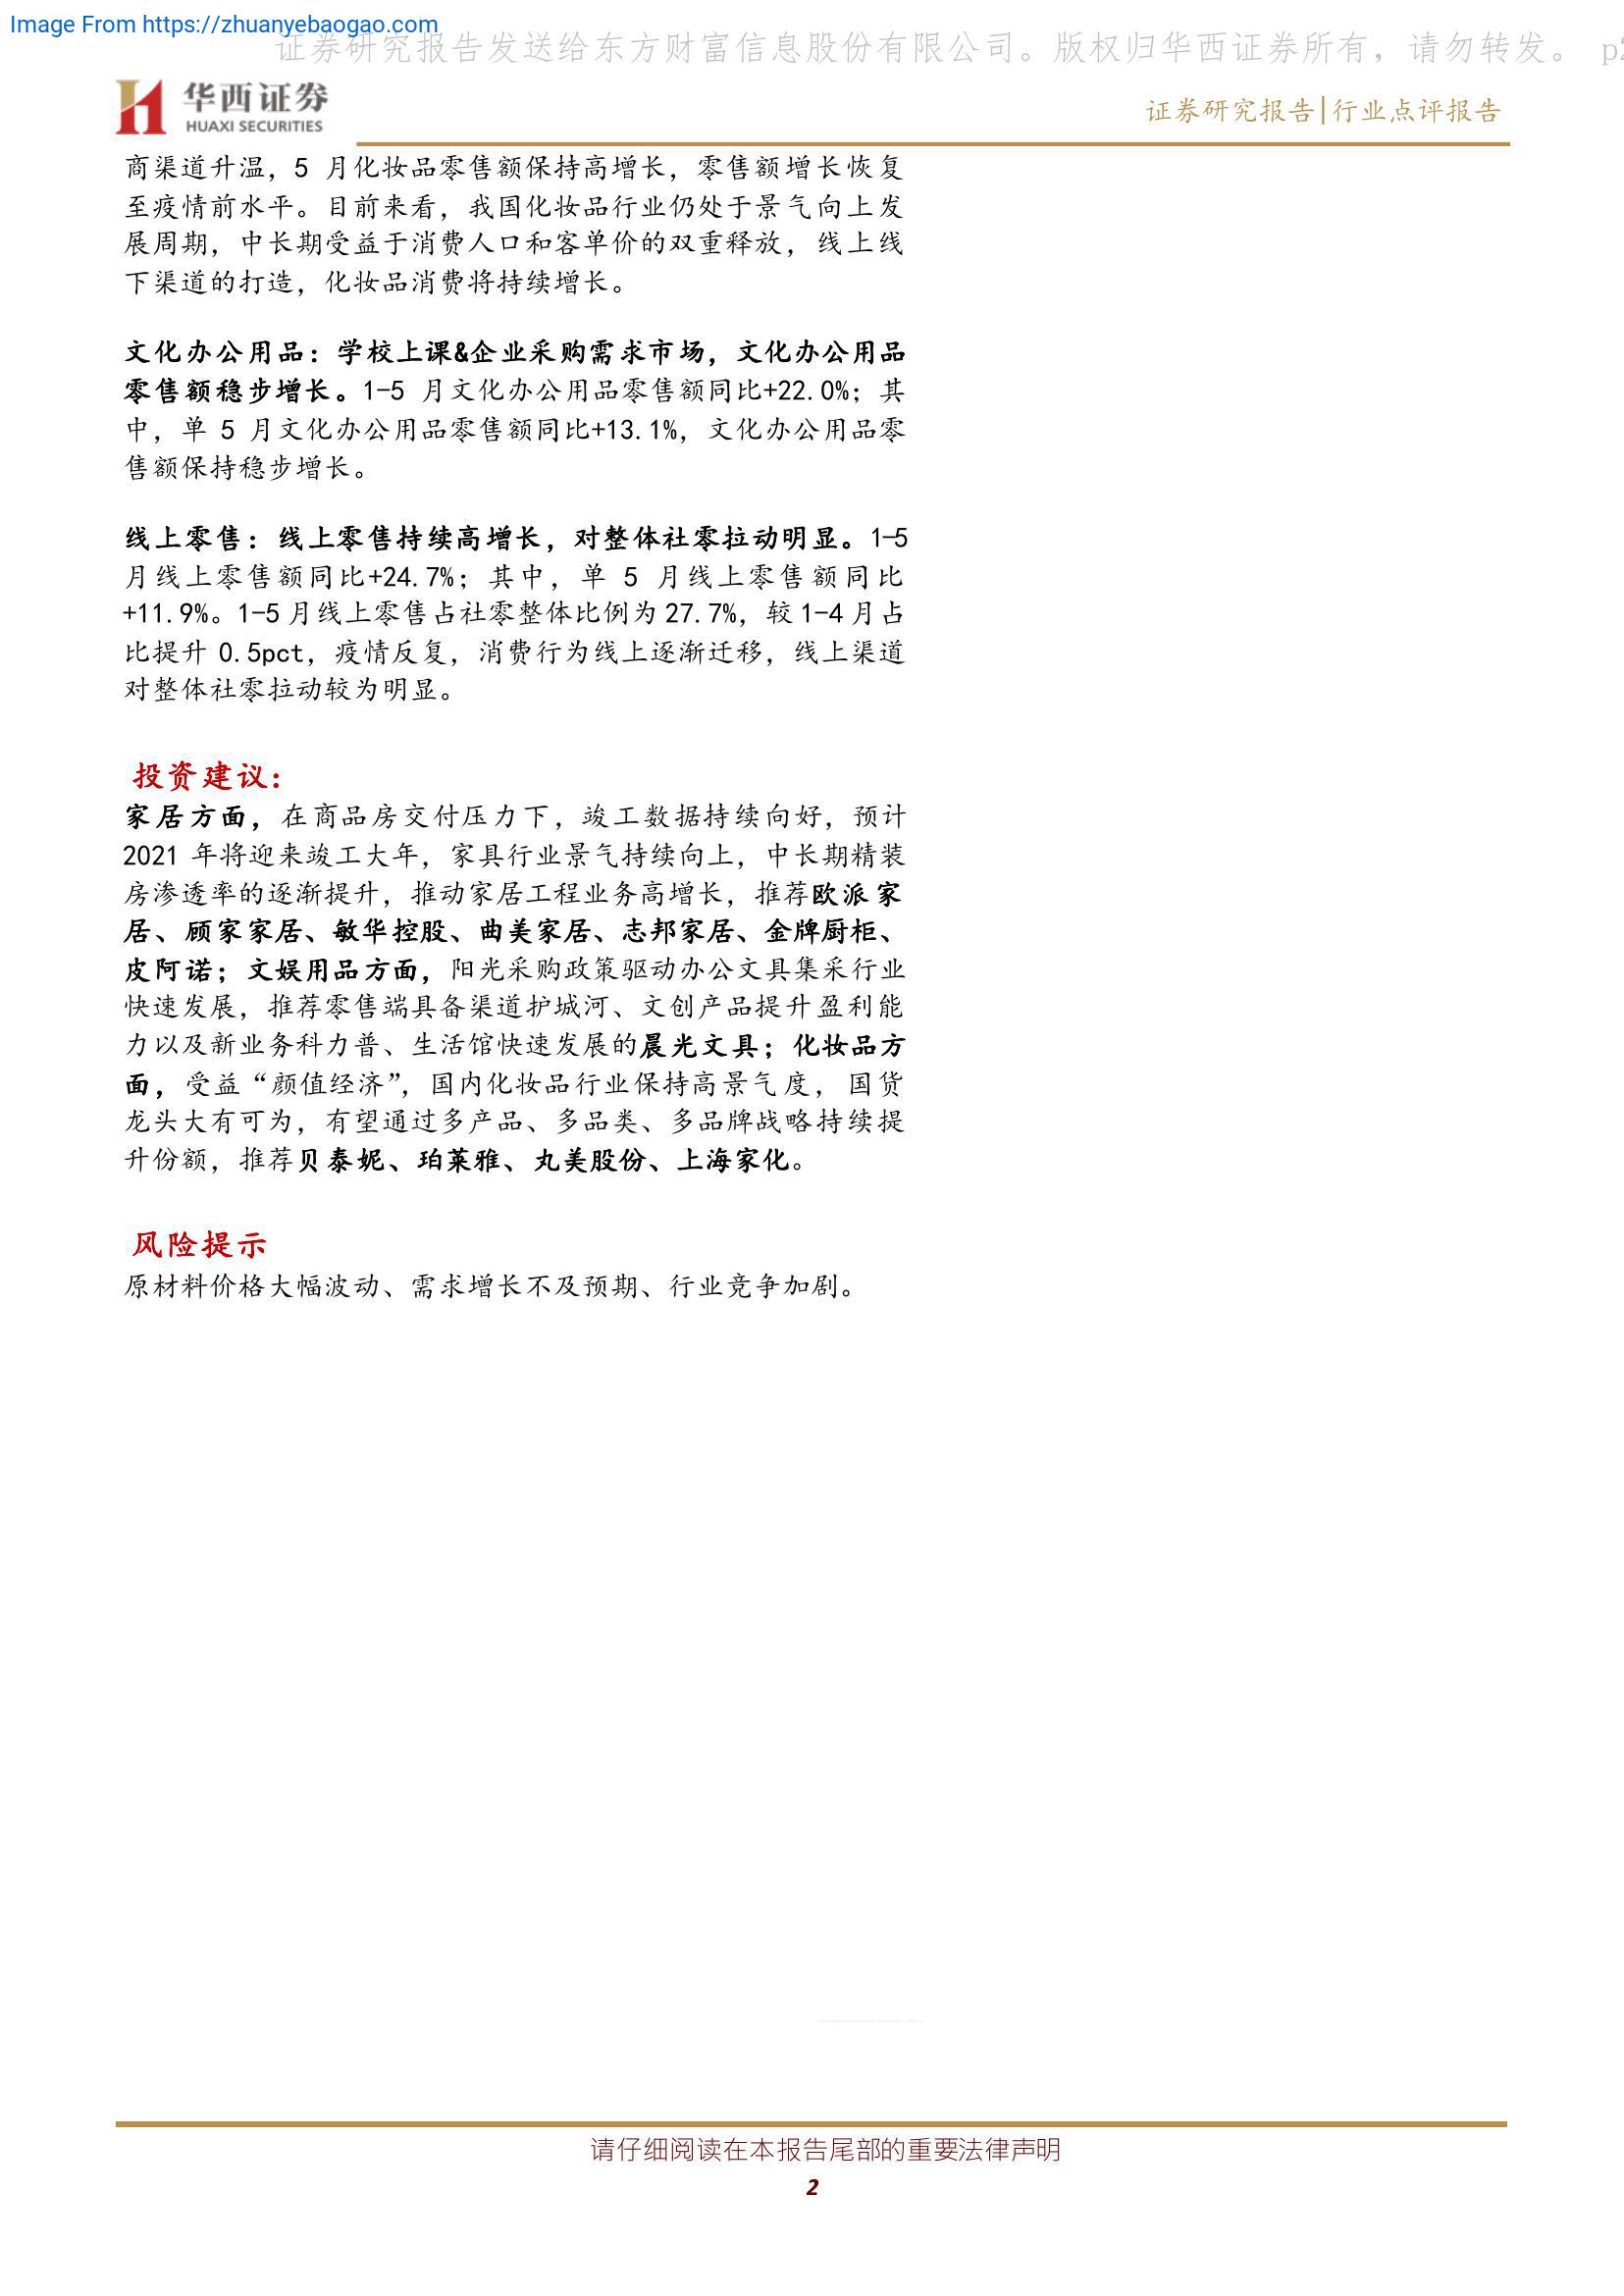 Image From https://zhuanyebaogao.com
证券研究报告发送给东方财富信息股份有限公司。版权归华西证券所有，请勿转发。 p2
华西证券
HUAXI SECURITIES
证券研究报告|行业点评报告
商渠道升温，5 月化妆品零售额保持高增长，零售额增长恢复
至疫情前水平。目前来看，我国化妆品行业仍处于景气向上发
展周期，中长期受益于消费人口和客单价的双重释放，线上线
下渠道的打造，化妆品消费将持续增长。
文化办公用品：学校上课&企业采购需求市场，文化办公用品
零售额稳步增长。1-5 月文化办公用品零售额同比+22.0%；其
中，单 5 月文化办公用品零售额同比+13.1%，文化办公用品零
售额保持稳步增长。
线上零售：线上零售持续高增长，对整体社零拉动明显。1-5
月线上零售额同比+24.7%；其中，单 5 月线上零售额同比
+11.9%。1-5 月线上零售占社零整体比例为 27.7%，较 1-4 月占
比提升 0.5pct，疫情反复，消费行为线上逐渐迁移，线上渠道
对整体社零拉动较为明显。
投资建议：
家居方面，在商品房交付压力下，竣工数据持续向好，预计
2021 年将迎来竣工大年，家具行业景气持续向上，中长期精装
房渗透率的逐渐提升，推动家居工程业务高增长，推荐欧派家
居、顾家家居、敏华控股、曲美家居、志邦家居、金牌厨柜、
皮阿诺；文娱用品方面，阳光采购政策驱动办公文具集采行业
快速发展，推荐零售端具备渠道护城河、文创产品提升盈利能
力以及新业务科力普、生活馆快速发展的晨光文具；化妆品方
面，受益“颜值经济”，国内化妆品行业保持高景气度，国货
龙头大有可为，有望通过多产品、多品类、多品牌战略持续提
升份额，推荐贝泰妮、珀莱雅、丸美股份、上海家化。
风险提示
原材料价格大幅波动、需求增长不及预期、行业竞争加剧。
请仔细阅读在本报告尾部的重要法律声明
2